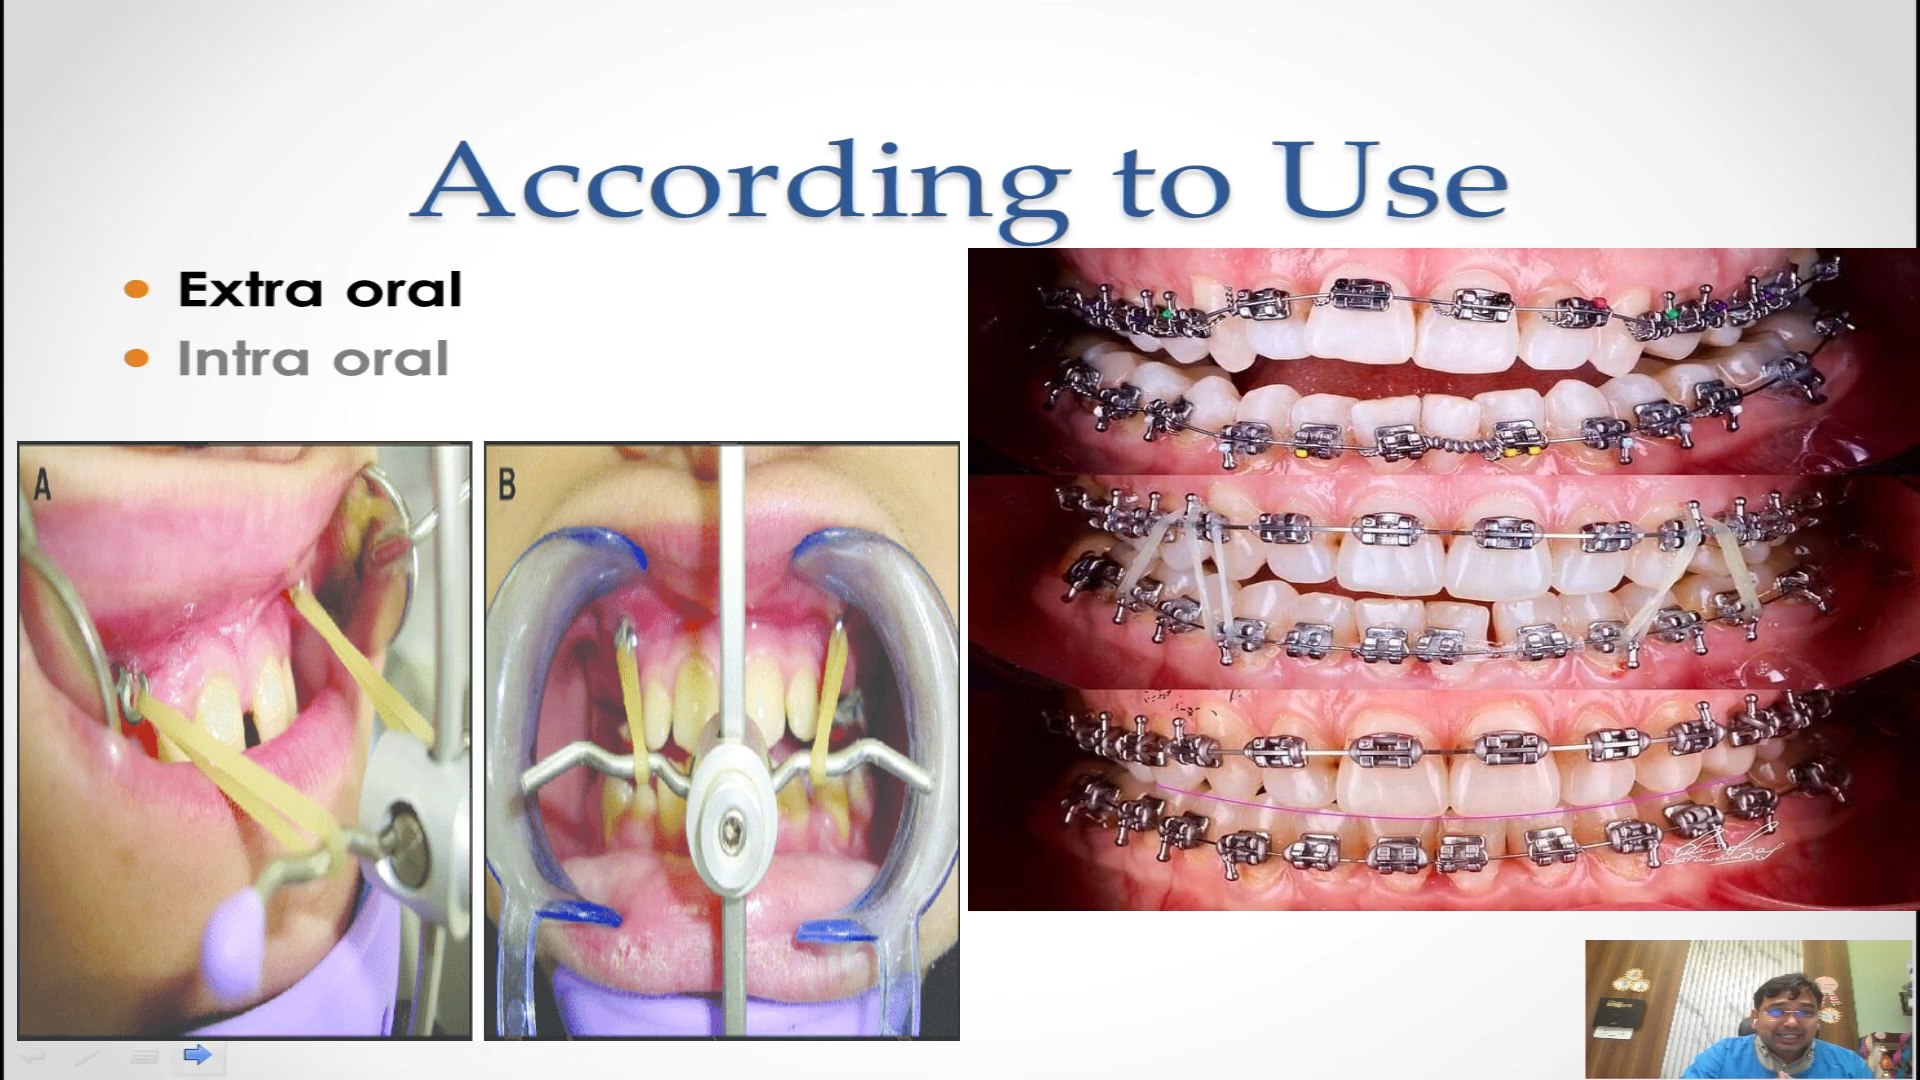 According to Use
Extra oral
Intra oral
A
B